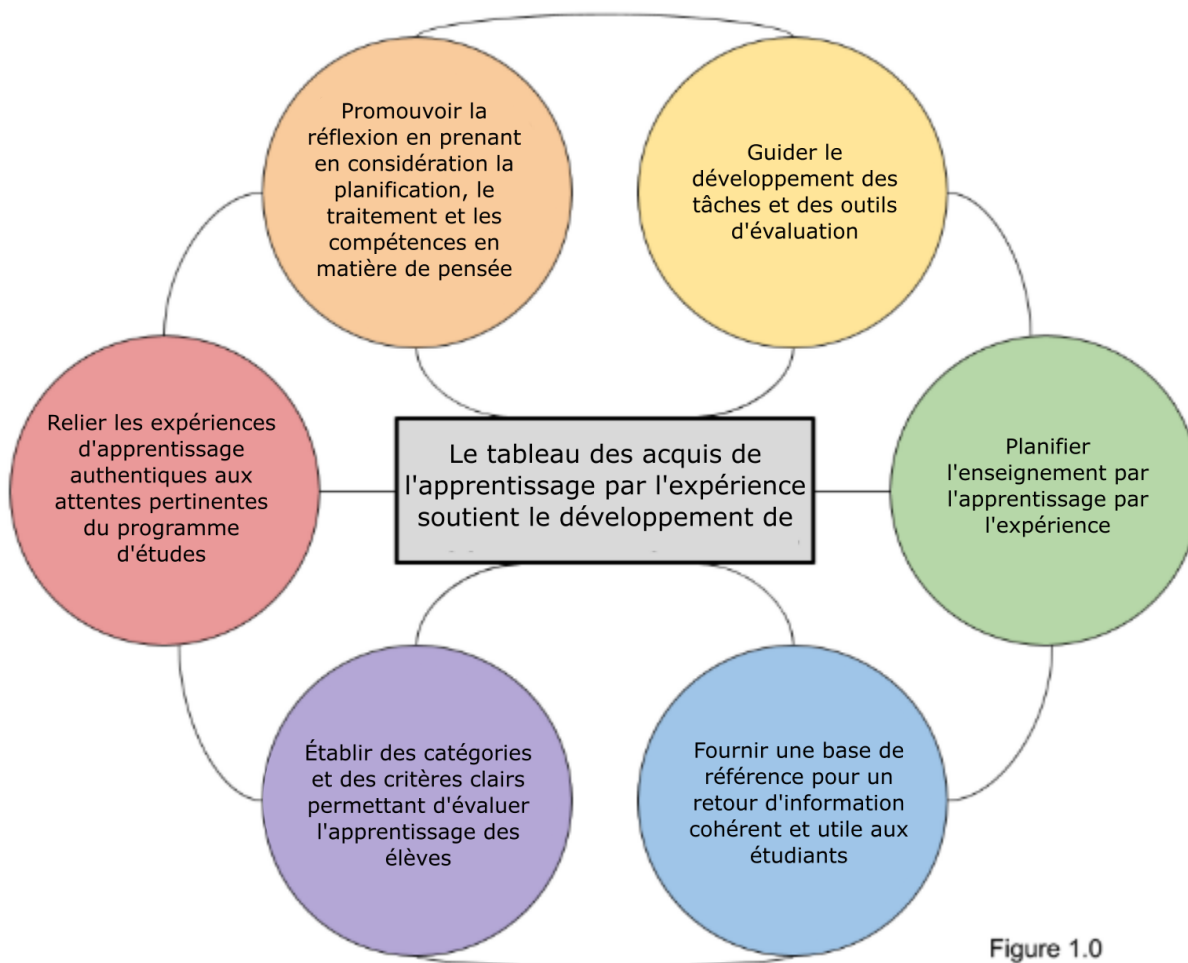 Promouvoir la
réflexion en prenant
en considération la
planification, le
traitement et les
compétences en
matière de pensée
Guider le
développement des
tâches et des outils
d'évaluation
Relier les expériences
d'apprentissage
authentiques aux
attentes pertinentes
du programme
d'études
Le tableau des acquis de
l'apprentissage par l'expérience
soutient le développement de
Planifier
l'enseignement par
l'apprentissage par
l'expérience
Établir des catégories
et des critères clairs
permettant d'évaluer
l'apprentissage des
élèves
Fournir une base de
référence pour un
retour d'information
cohérent et utile aux
étudiants
Figure 1.0